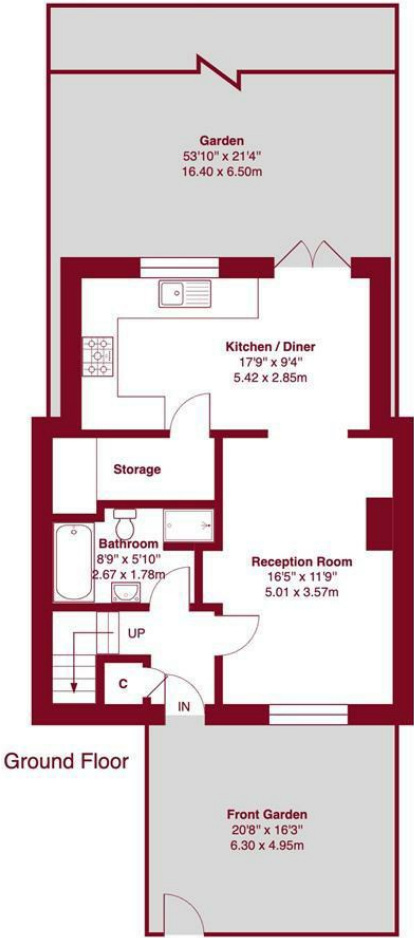 Garden
53'10" x 21'4"
16.40 x 6.50m
Kitchen / Diner
17'9" x 9'4"
5.42 x 2.85m
Storage
Bathroom
8'9" x 5'10"
2.67 x 1.78m
Reception Room
16'5" x 11'9"
5.01 x 3.57m
UP
C
IN
Ground Floor
Front Garden
20'8" x 16'3"
6.30 x 4.95m